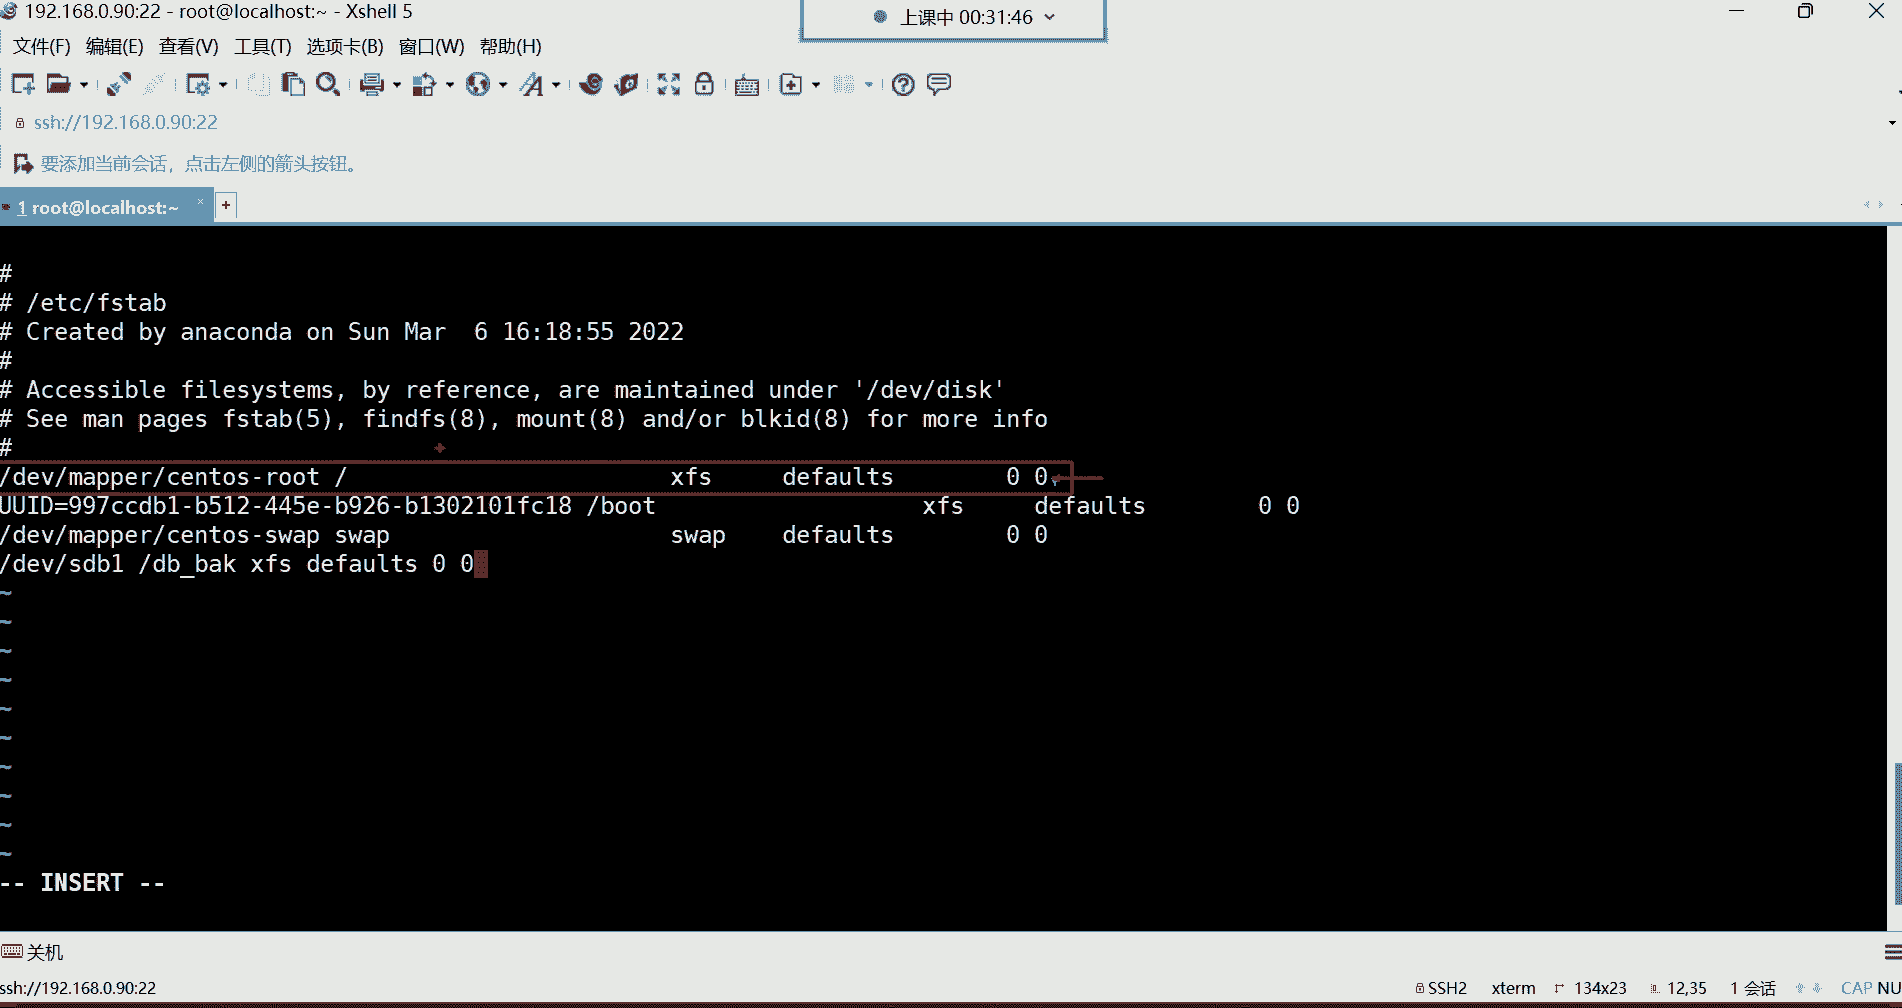 192.168.0.90:22 - root@localhost:~ - Xshell 5
上课中 00:31:46
文件(F) 编辑(E) 查看(V) 工具(T) 选项卡(B) 窗口(W) 帮助(H)
ssh://192.168.0.90:22
要添加当前会话，点击左侧的箭头按钮。
1 root@localhost:~ × +
#
# /etc/fstab
# Created by anaconda on Sun Mar  6 16:18:55 2022
#
# Accessible filesystems, by reference, are maintained under '/dev/disk'
# See man pages fstab(5), findfs(8), mount(8) and/or blkid(8) for more info
#
/dev/mapper/centos-root /                       xfs     defaults        0 0
UUID=997ccdb1-b512-445e-b926-b1302101fc18 /boot                   xfs     defaults        0 0
/dev/mapper/centos-swap swap                    swap    defaults        0 0
/dev/sdb1 /db_bak xfs defaults 0 0
~
~
~
~
~
~
~
~
~
~
-- INSERT --
关机
ssh://192.168.0.90:22 SSH2 xterm 134x23 12,35 1 会话 CAP NU